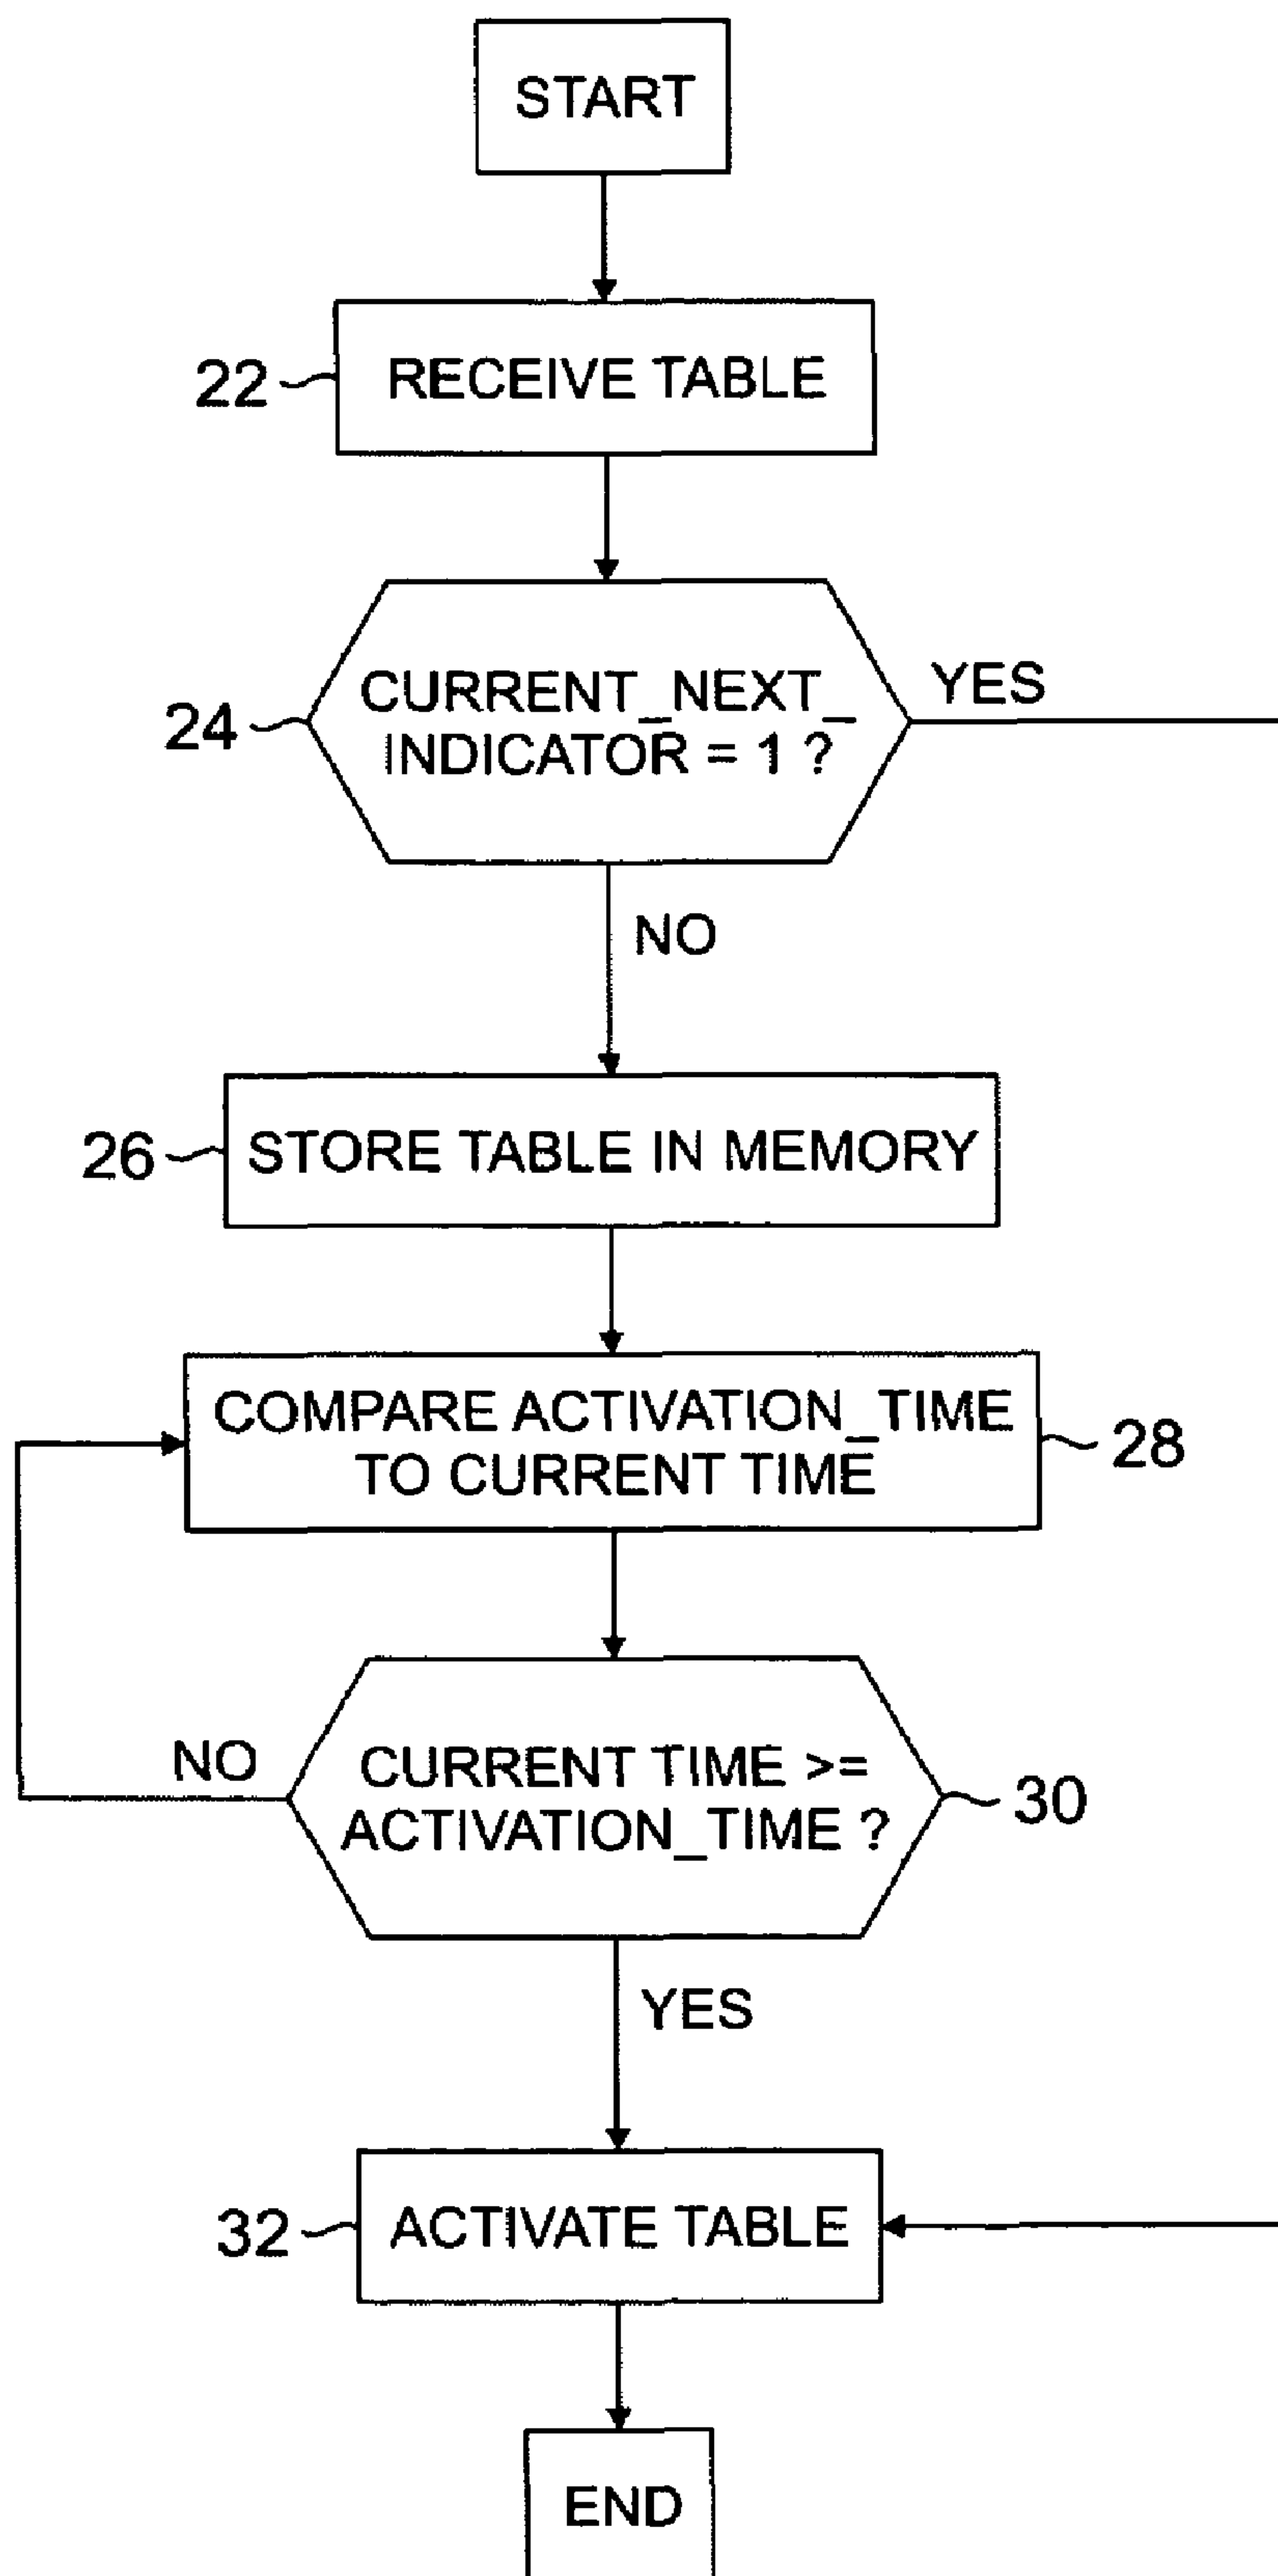 START
22
RECEIVE TABLE
24
CURRENT_NEXT_
INDICATOR = 1 ?
YES
NO
26
STORE TABLE IN MEMORY
COMPARE ACTIVATION_TIME
TO CURRENT TIME
28
NO
CURRENT TIME >=
ACTIVATION_TIME ?
30
YES
32
ACTIVATE TABLE
END